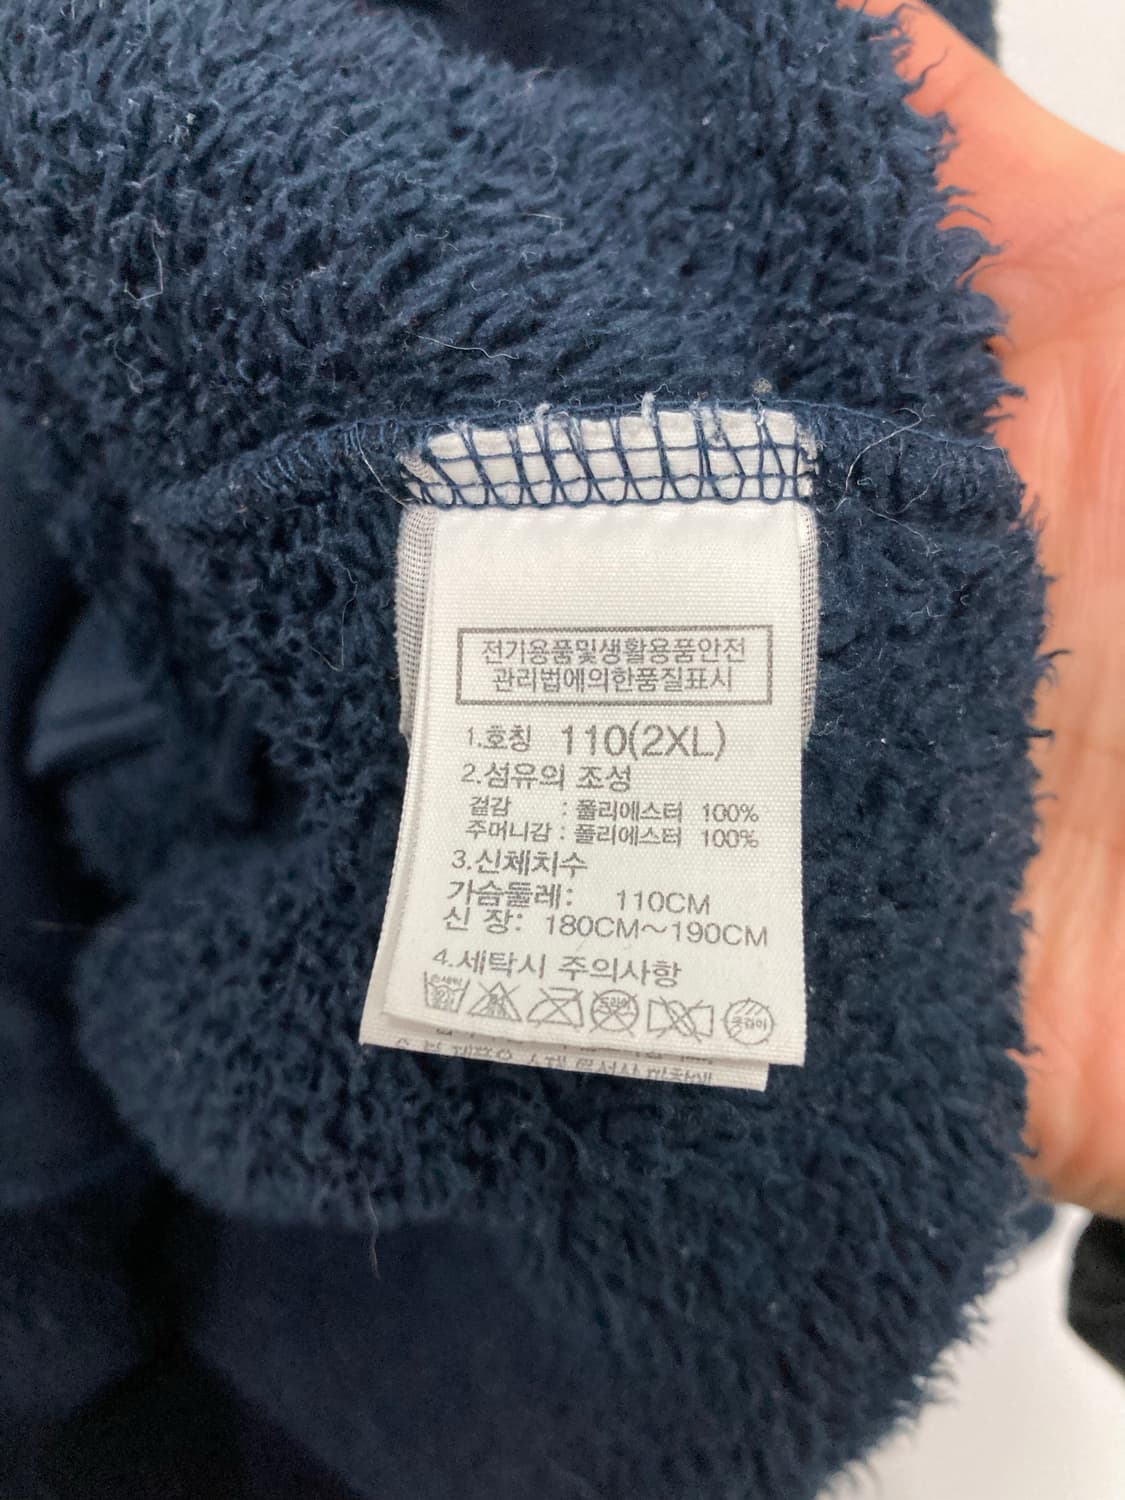 전기용품및생활용품안전
관리법에의한품질표시
1.호칭 110(2XL)
2.섬유의 조성
겉감 : 폴리에스터 100%
주머니감 : 폴리에스터 100%
3.신체치수
가슴둘레: 110CM
신 장: 180CM~190CM
4.세탁시 주의사항